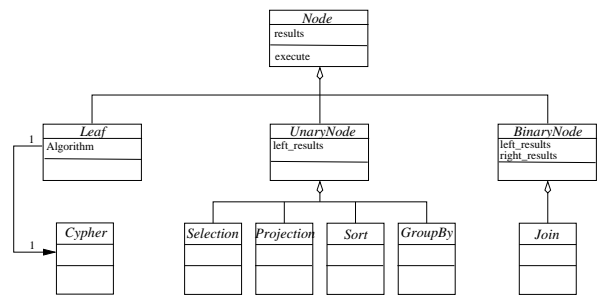 Node
results
execute
Leaf
Algorithm
UnaryNode
left_results
BinaryNode
left_results
right_results
1
1
Cypher
Selection
Projection
Sort
GroupBy
Join